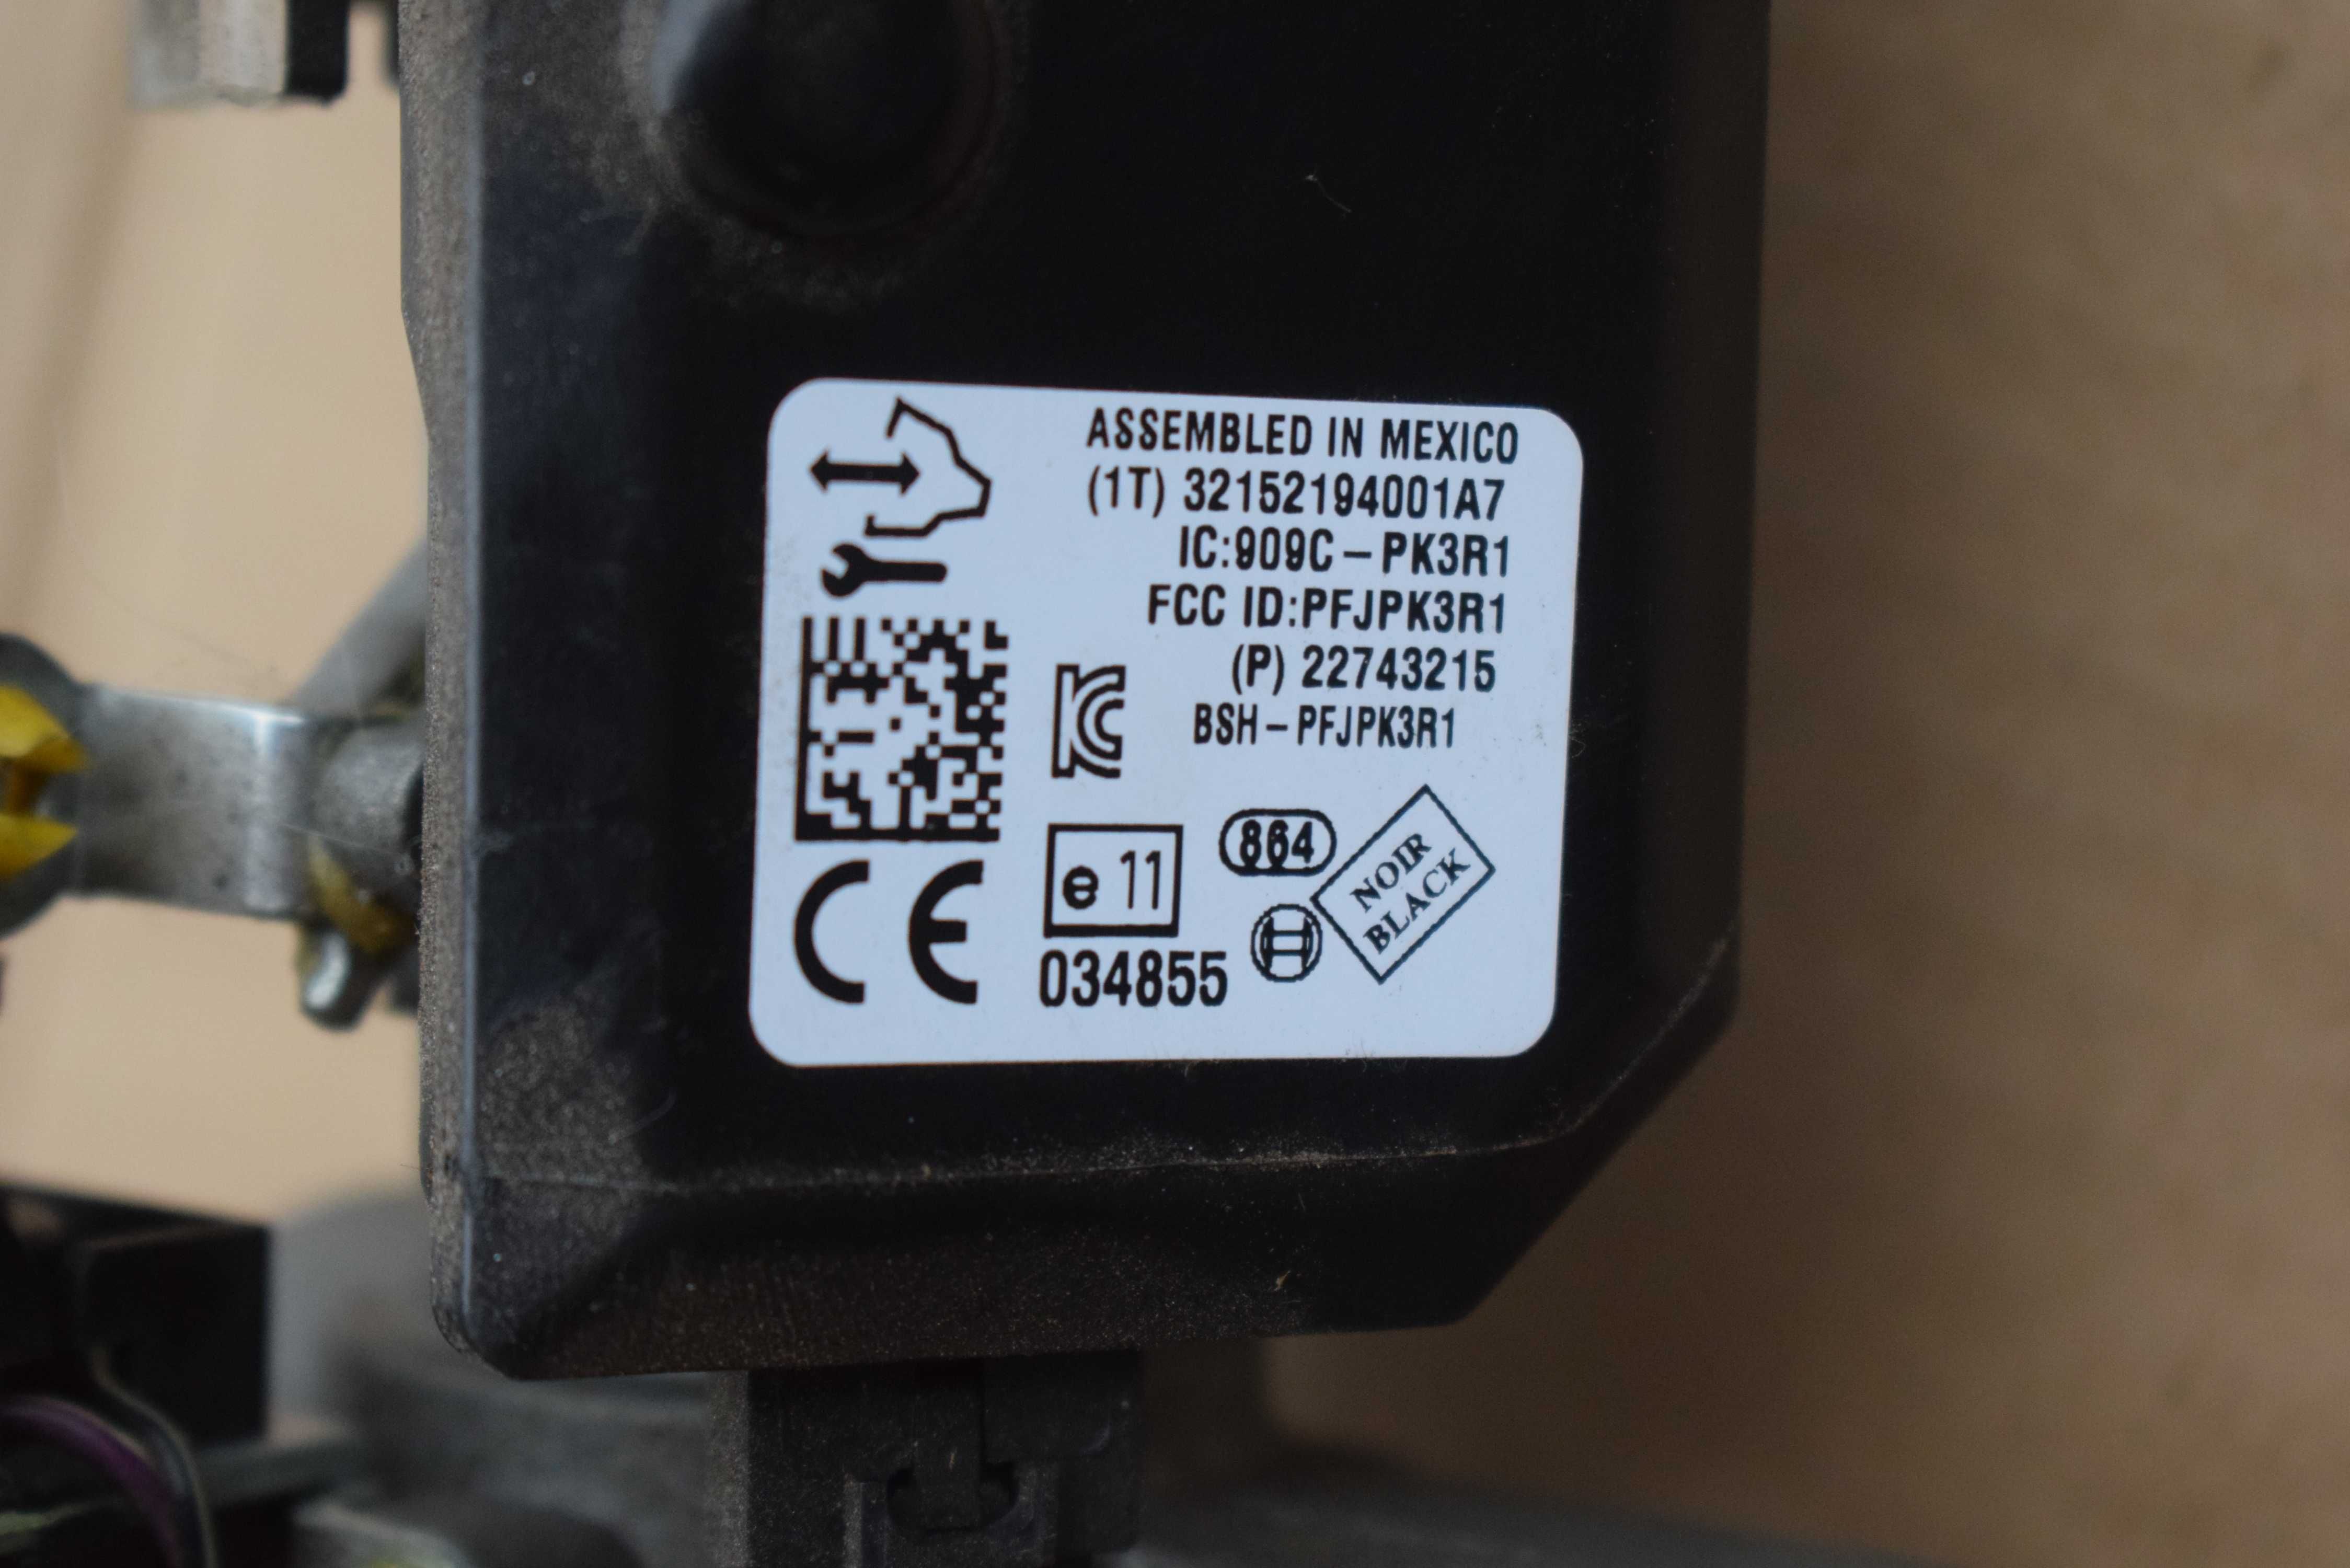 ASSEMBLED IN MEXICO
(1T) 32152194001A7
IC:909C-PK3R1
FCC ID:PFJPK3R1
(P) 22743215
BSH-PFJPK3R1
CE
e 11
034855
864
NOIR
BLACK